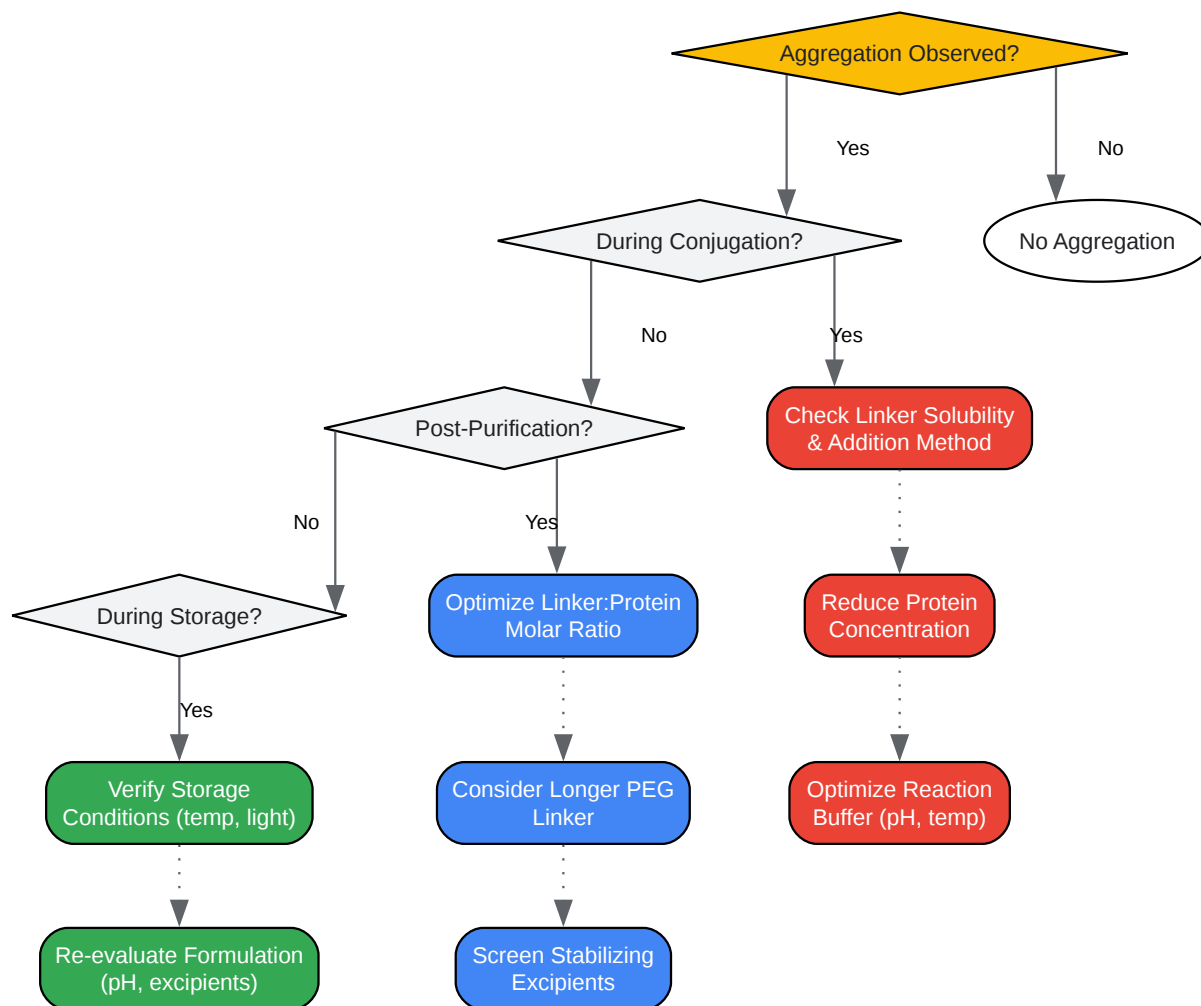 Aggregation Observed?
Yes
No
During Conjugation?
No Aggregation
No
Yes
Post-Purification?
Check Linker Solubility
& Addition Method
No
Yes
During Storage?
Optimize Linker:Protein
Molar Ratio
Reduce Protein
Concentration
Yes
Verify Storage
Conditions (temp, light)
Consider Longer PEG
Linker
Optimize Reaction
Buffer (pH, temp)
Re-evaluate Formulation
(pH, excipients)
Screen Stabilizing
Excipients